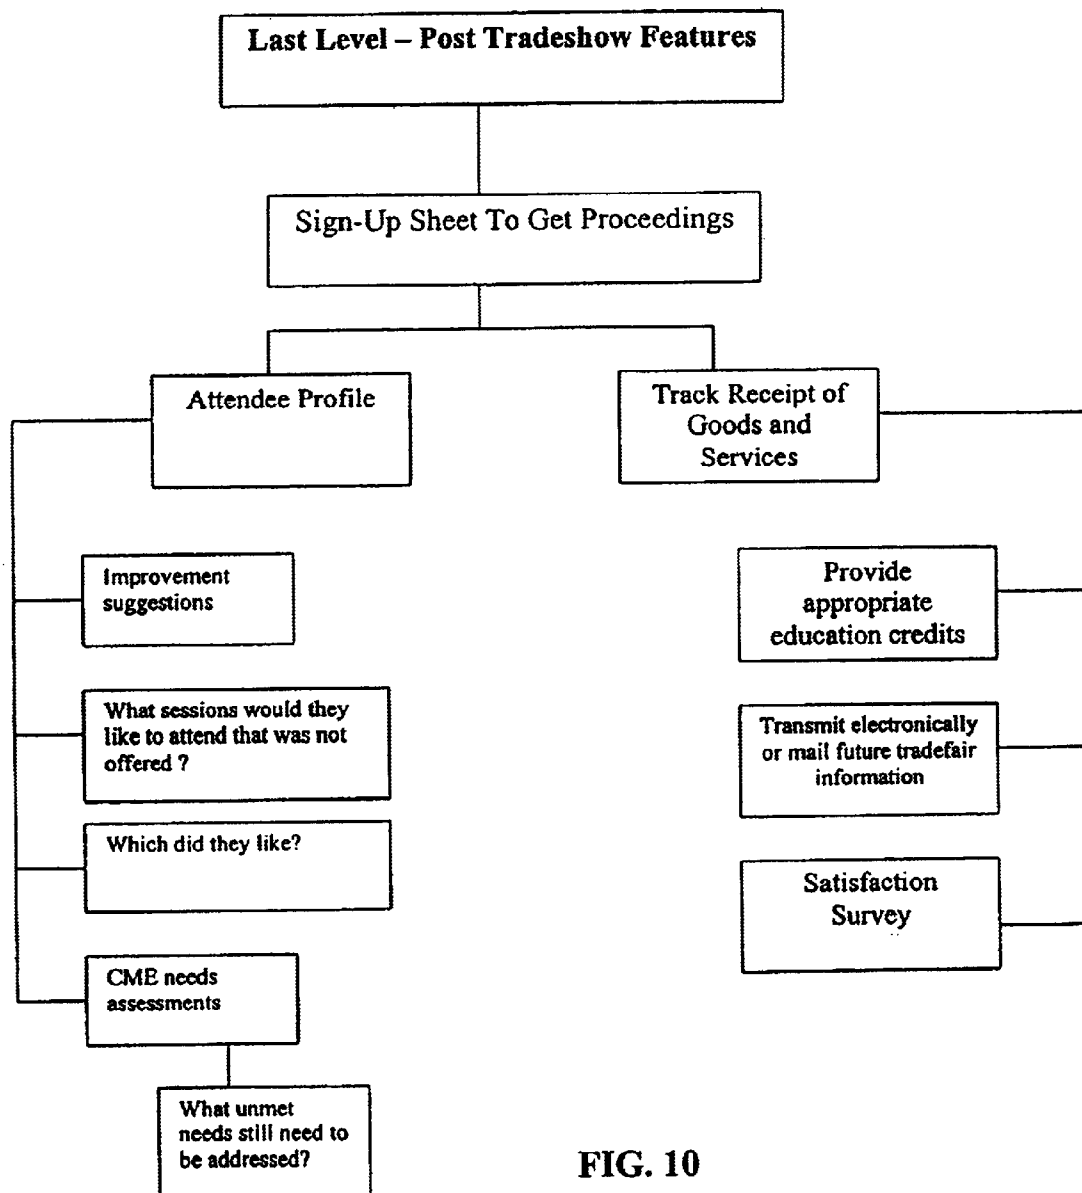 Last Level – Post Tradeshow Features
Sign-Up Sheet To Get Proceedings
Attendee Profile
Track Receipt of
Goods and
Services
Improvement
suggestions
What sessions would they
like to attend that was not
offered ?
Which did they like?
CME needs
assessments
What unmet
needs still need to
be addressed?
Provide
appropriate
education credits
Transmit electronically
or mail future tradefair
information
Satisfaction
Survey
FIG. 10